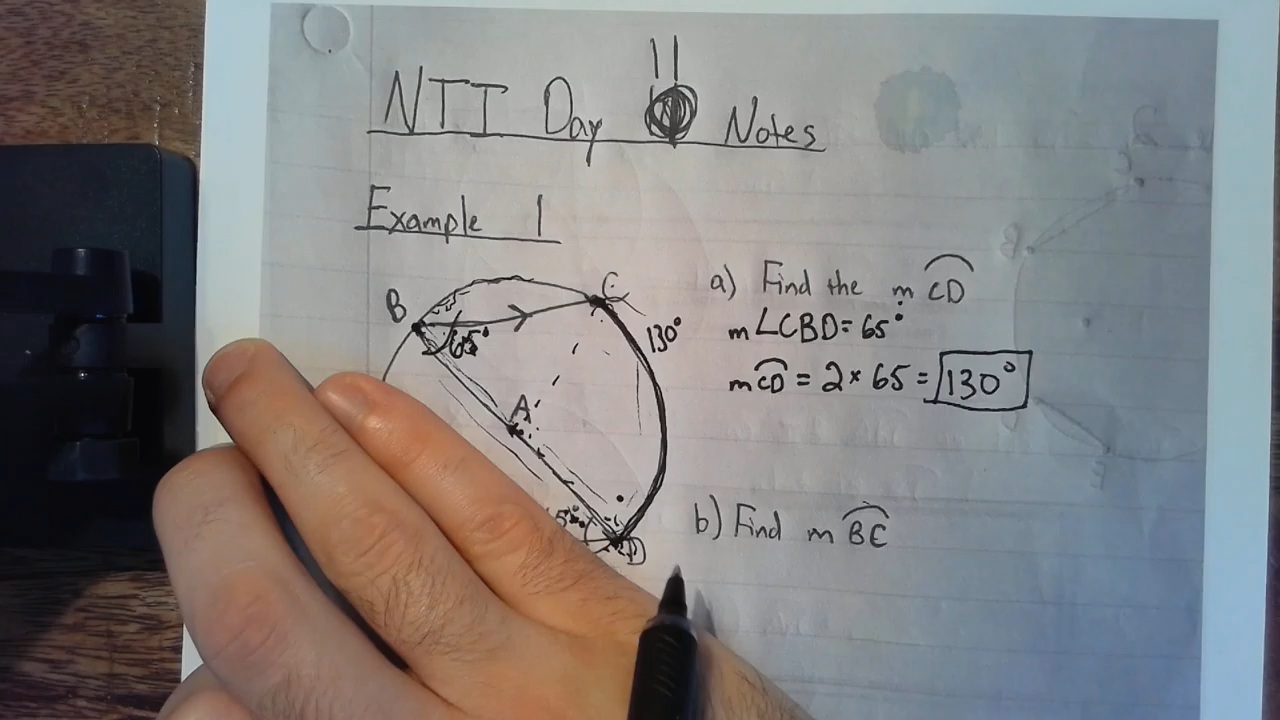 11
NTI Day Notes
Example 1
B
C
65°
130°
A
5°
D
a) Find the m CD
m∠CBD = 65°
mCD = 2 × 65 = 130°
b) Find m BC